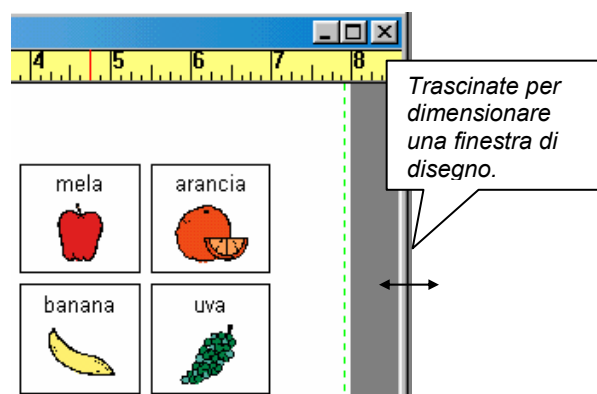 4 5 6 7 8
Trascinate per
dimensionare
una finestra di
disegno.
mela arancia
banana uva